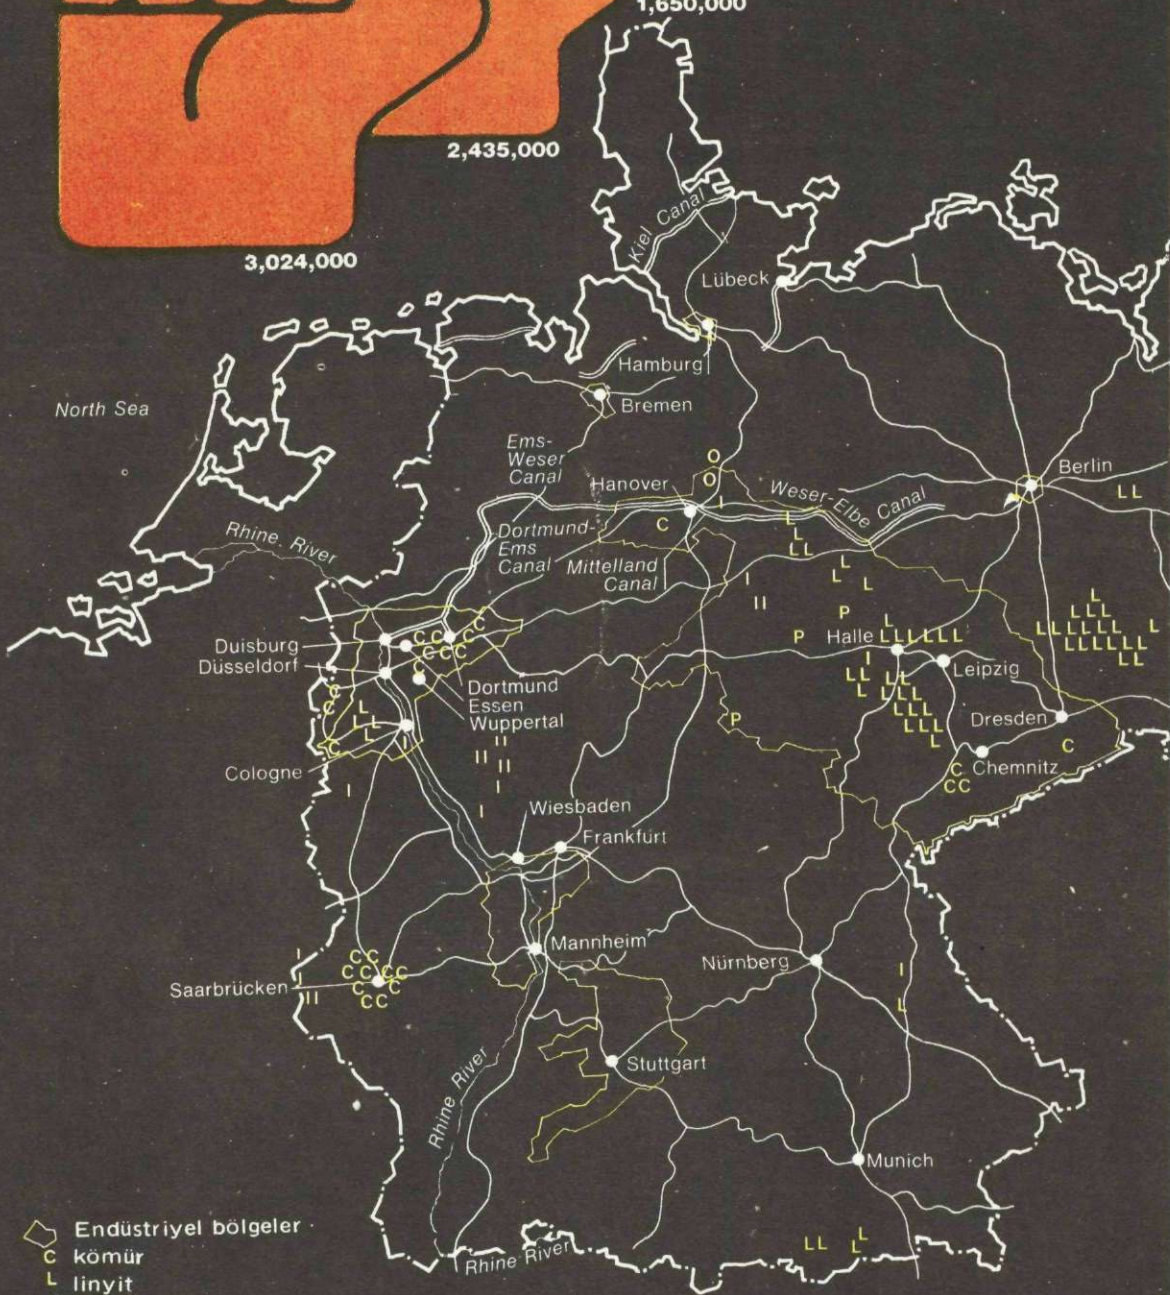 1,650,000
2,435,000
3,024,000
Kiel Canal
Lübeck
Hamburg
North Sea
Bremen
Ems-
Weser
Canal
Berlin
Hanover
O
O
I
L L
Weser-Elbe Canal
C
L
L
L L
Rhine River
Dortmund-
Ems
Canal
Mittelland
Canal
I
I I
L
L
L
P
P
Halle
L
L L L L L L
L
L L L
L L L L L L
L L L L L
L L
L
Duisburg
Düsseldorf
C
C C C
C C C
Dortmund
Essen
Wuppertal
Leipzig
I
L L
L
L L
L L L
L L L
L L L
L
C
C
L
L L
L
C
P
Dresden
C
Cologne
I I
I I
I I
I
I
I
Chemnitz
C
C C
Wiesbaden
Frankfurt
Mannheim
Nürnberg
I
L
I
I
I I
Saarbrücken
C C
C C C C
C C
C C
Stuttgart
Rhine River
Munich
Rhine River
L L
L
L
Endüstriyel bölgeler
C kömür
L linyit